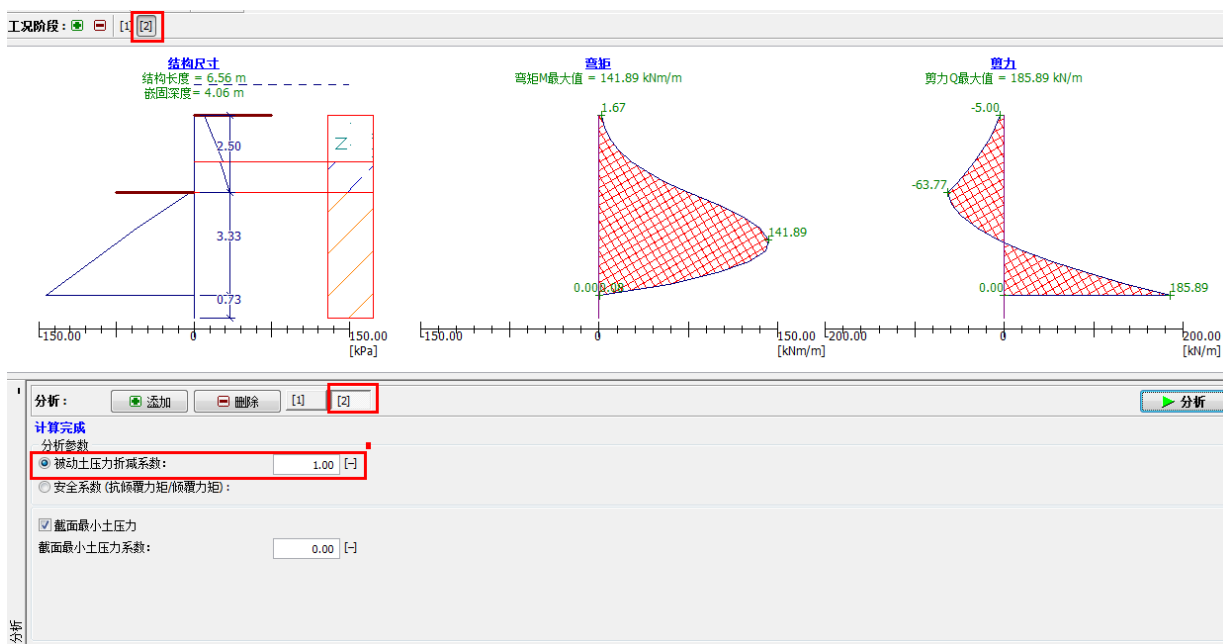 工况阶段： [1] [2]
结构尺寸
结构长度 = 6.56 m
嵌固深度= 4.06 m
2.50
3.33
0.73
-150.00 0 150.00
[kPa]
弯矩
弯矩M最大值 = 141.89 kNm/m
1.67
141.89
-150.00 0 150.00
[kNm/m]
剪力
剪力Q最大值 = 185.89 kN/m
-5.00
-63.77
0.00
185.89
-200.00 0 200.00
[kN/m]
分析： 添加 删除 [1] [2] 分析
计算完成
分析参数
被动土压力折减系数： 1.00 [-]
安全系数(抗倾覆力矩/倾覆力矩)：
截面最小土压力
截面最小土压力系数： 0.00 [-]
分析